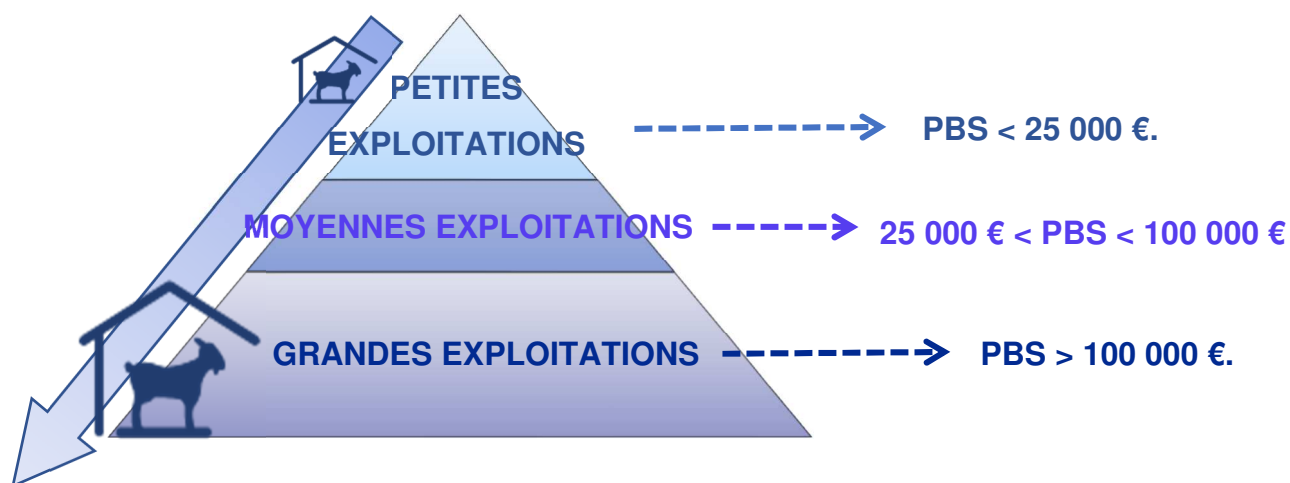 PETITES
EXPLOITATIONS
PBS < 25 000 €.
MOYENNES EXPLOITATIONS
25 000 € < PBS < 100 000 €
GRANDES EXPLOITATIONS
PBS > 100 000 €.